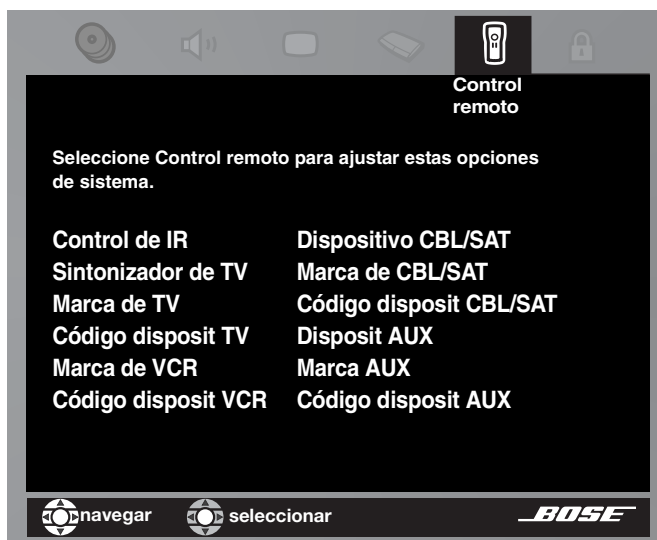 Control
remoto
Seleccione Control remoto para ajustar estas opciones
de sistema.
Control de IR
Sintonizador de TV
Marca de TV
Código disposit TV
Marca de VCR
Código disposit VCR
Dispositivo CBL/SAT
Marca de CBL/SAT
Código disposit CBL/SAT
Disposit AUX
Marca AUX
Código disposit AUX
navegar
seleccionar
BOSE